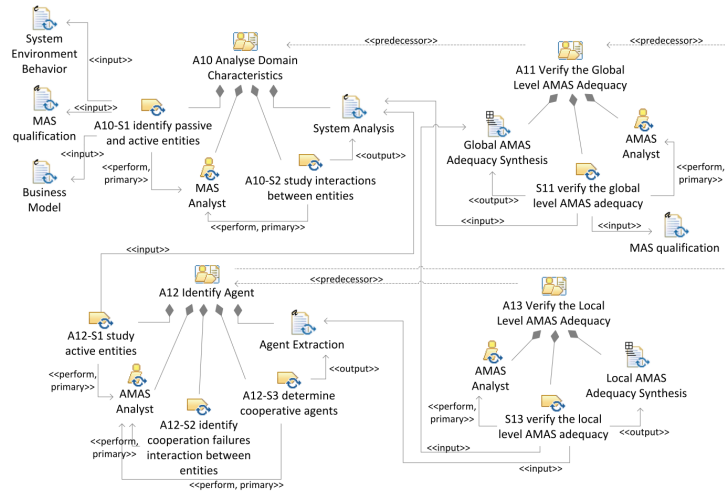 System
Environment
Behavior
<<input>>
MAS
qualification
<<input>>
Business
Model
<<input>>
A10 Analyse Domain
Characteristics
<<predecessor>>
A10-S1 identify passive
and active entities
<<perform,
primary>>
MAS
Analyst
A10-S2 study interactions
between entities
<<perform, primary>>
System Analysis
<<output>>
<<predecessor>>
A11 Verify the Global
Level AMAS Adequacy
Global AMAS
Adequacy Synthesis
AMAS
Analyst
<<perform,
primary>>
S11 verify the global
level AMAS adequacy
<<output>>
<<input>>
<<input>>
MAS qualification
<<input>>
A12 Identify Agent
<<predecessor>>
A12-S1 study
active entities
<<perform,
primary>>
AMAS
Analyst
A12-S2 identify
cooperation failures
interaction between
entities
<<perform,
primary>>
A12-S3 determine
cooperative agents
<<perform, primary>>
Agent Extraction
<<output>>
A13 Verify the Local
Level AMAS Adequacy
AMAS
Analyst
Local AMAS
Adequacy Synthesis
<<perform,
primary>>
S13 verify the local
level AMAS adequacy
<<output>>
<<input>>
<<input>>